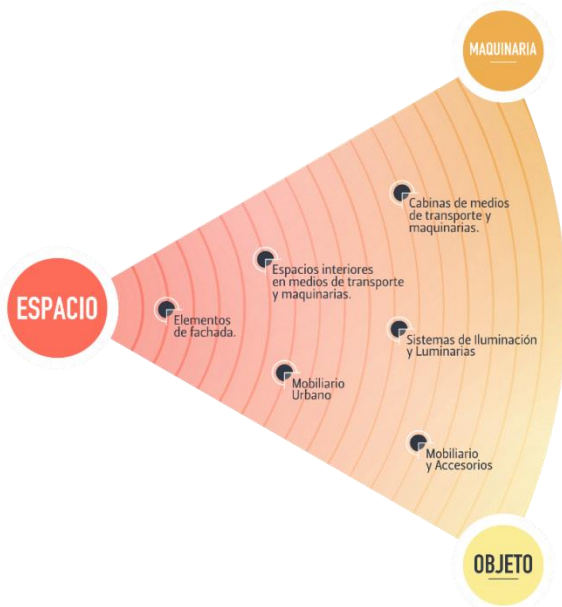 MAQUINARIA
Cabinas de medios
de transporte y
maquinarias.
Espacios interiores
en medios de transporte
y maquinarias.
ESPACIO
Elementos
de fachada.
Sistemas de Iluminación
y Luminarias
Mobiliario
Urbano
Mobiliario
y Accesorios
OBJETO